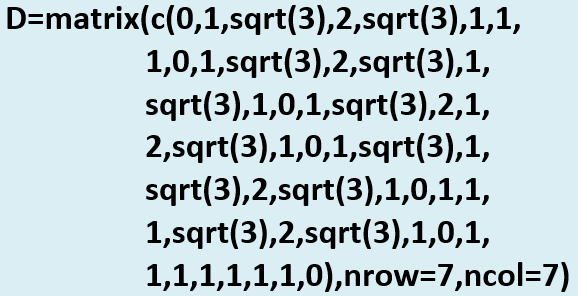 D=matrix(c(0,1,sqrt(3),2,sqrt(3),1,1,
1,0,1,sqrt(3),2,sqrt(3),1,
sqrt(3),1,0,1,sqrt(3),2,1,
2,sqrt(3),1,0,1,sqrt(3),1,
sqrt(3),2,sqrt(3),1,0,1,1,
1,sqrt(3),2,sqrt(3),1,0,1,
1,1,1,1,1,1,0),nrow=7,ncol=7)